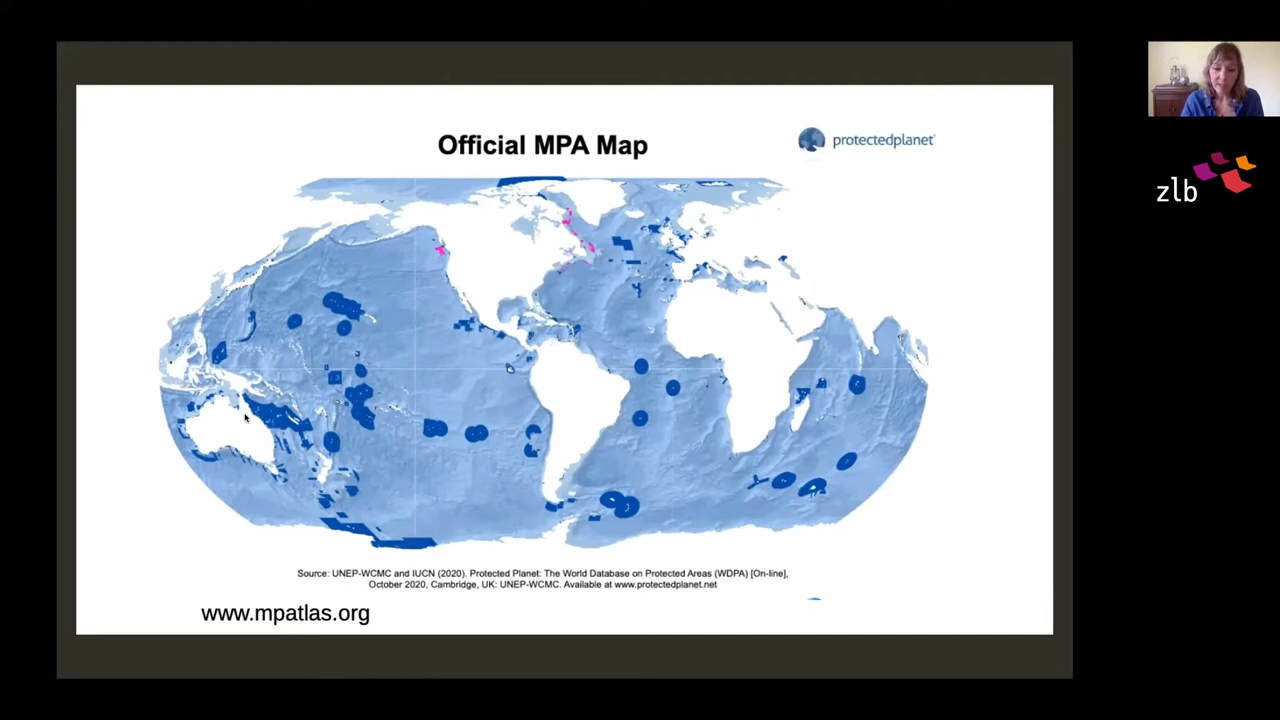 Official MPA Map
protectedplanet
zlb
Source: UNEP-WCMC and IUCN (2020). Protected Planet: The World Database on Protected Areas (WDPA) [On-line],
October 2020, Cambridge, UK: UNEP-WCMC. Available at www.protectedplanet.net
www.mpatlas.org